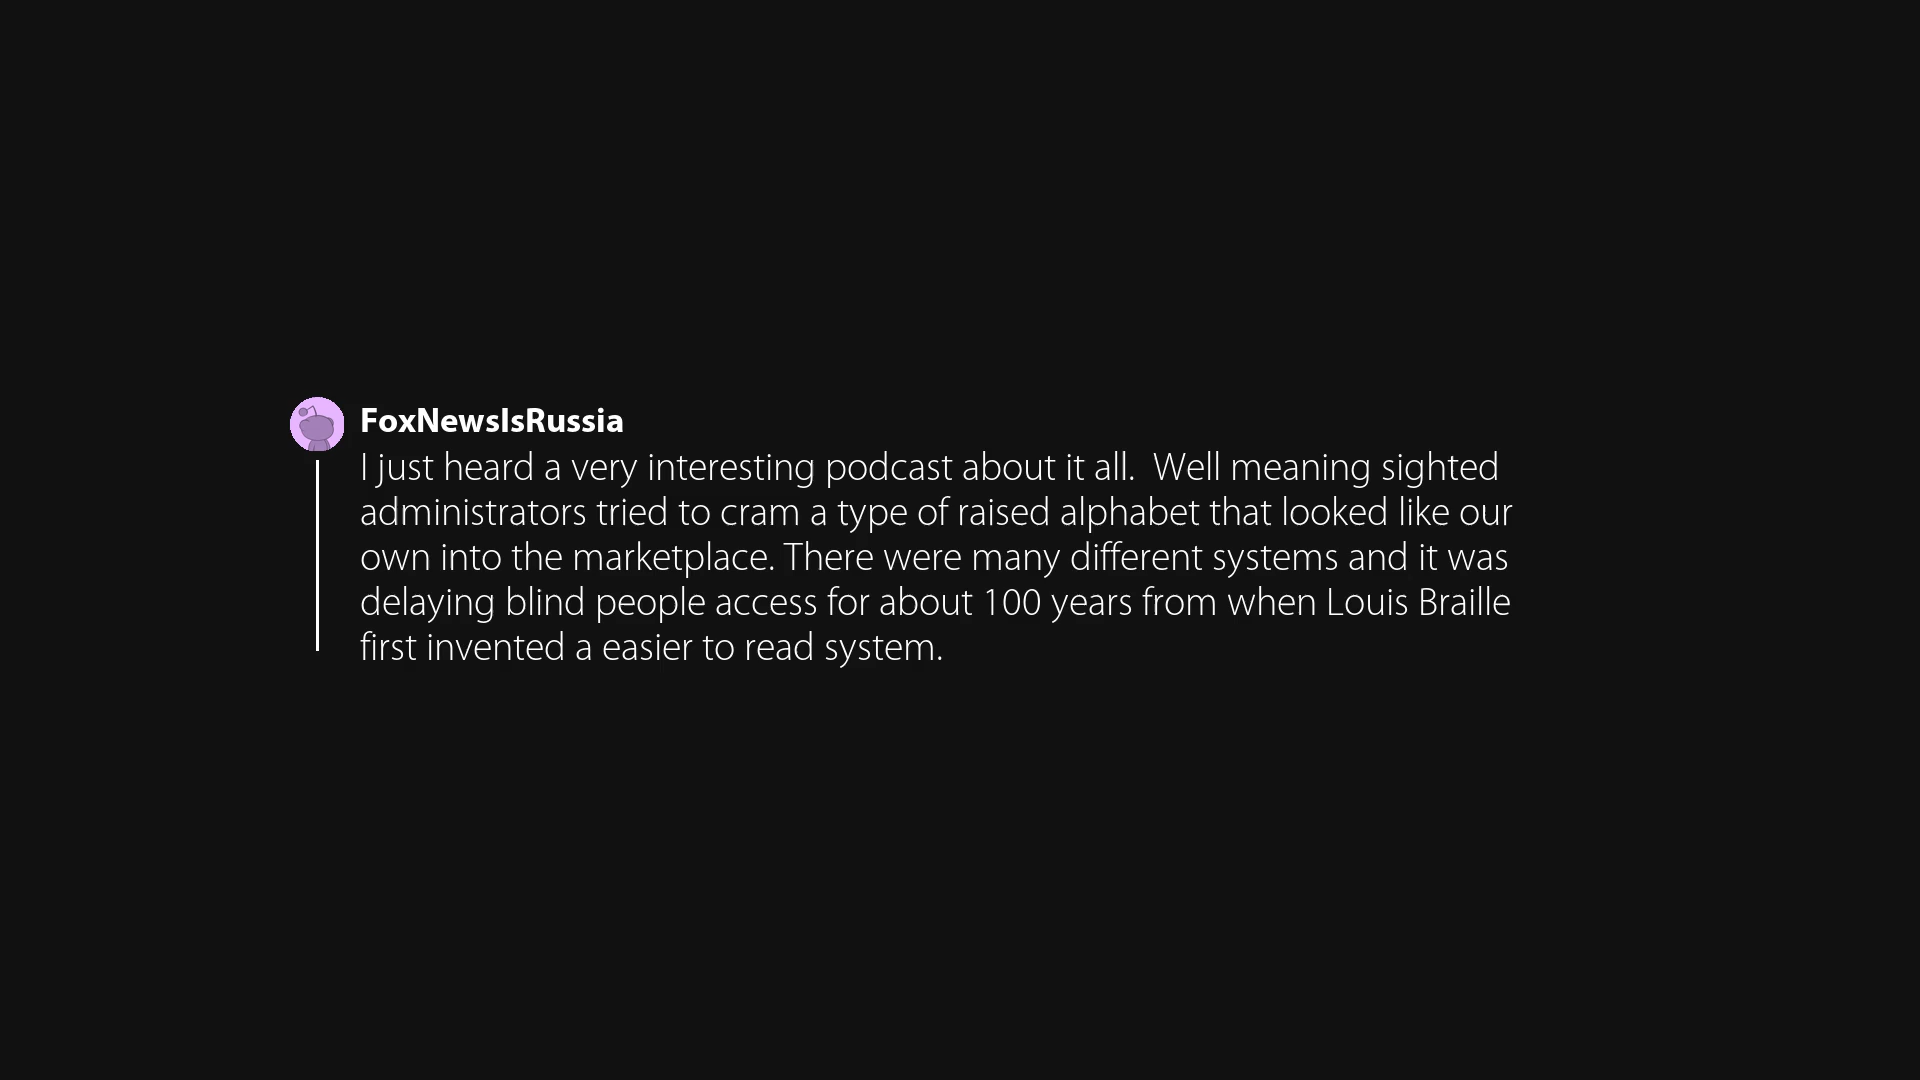 FoxNewsIsRussia
I just heard a very interesting podcast about it all.  Well meaning sighted
administrators tried to cram a type of raised alphabet that looked like our
own into the marketplace. There were many different systems and it was
delaying blind people access for about 100 years from when Louis Braille
first invented a easier to read system.